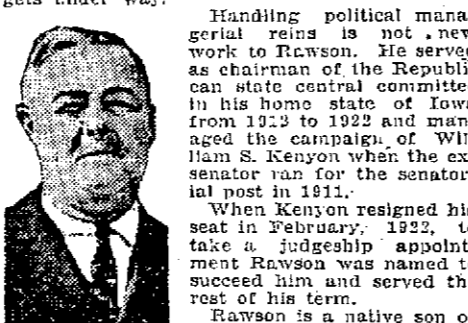 gets under way.
Handling political mana
gerial reins is not new
work to Rawson. He served
as chairman of the Republi
can state central committee
in his home state of Iowa
from 1913 to 1922 and man
aged the campaign of Wil
liam S. Kenyon when the ex
senator ran for the senator
ial post in 1911.
When Kenyon resigned his
seat in February, 1922, to
take a judgeship appoint
ment Rawson was named to
succeed him and served the
rest of his term.
Rawson is a native son o